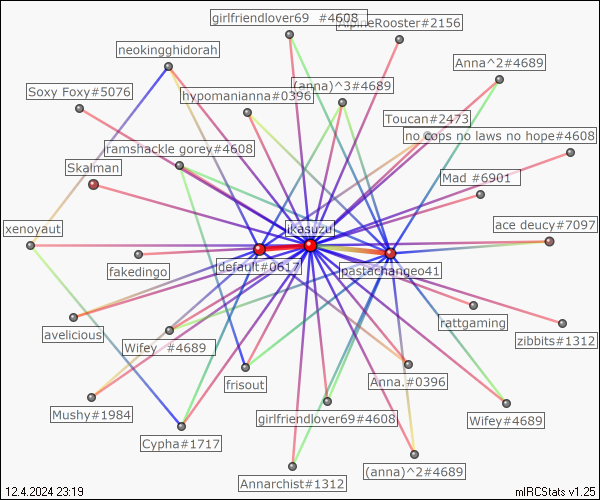 girlfriendlover69 #4608
AlpineRooster#2156
neokingghidorah
Anna^2#4689
Soxy Foxy#5076
hypomanianna#0396
(anna)^3#4689
Toucan#2473
no cops no laws no hope#4608
ramshackle gorey#4608
Skalman
Mad #6901
xenoyaut
ikasuzu
ace deucy#7097
fakedingo
default#0617
pastachangeo41
avelicious
rattgaming
zibbits#1312
Wifey #4689
frisout
Anna.#0396
Mushy#1984
girlfriendlover69#4608
Wifey#4689
Cypha#1717
(anna)^2#4689
Annarchist#1312
12.4.2024 23:19
mIRCStats v1.25